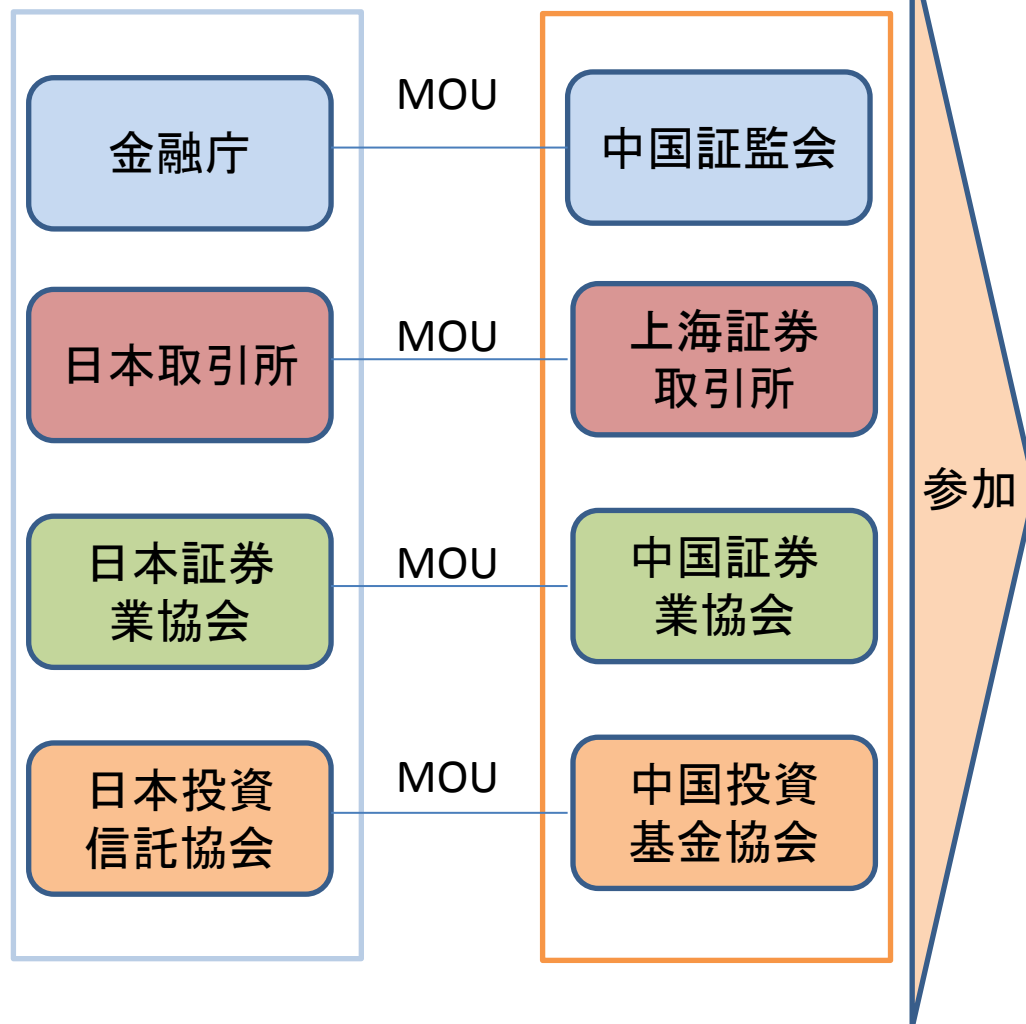 金融庁
MOU
中国証監会
日本取引所
MOU
上海証券
取引所
参加
日本証券
業協会
MOU
中国証券
業協会
日本投資
信託協会
MOU
中国投資
基金協会